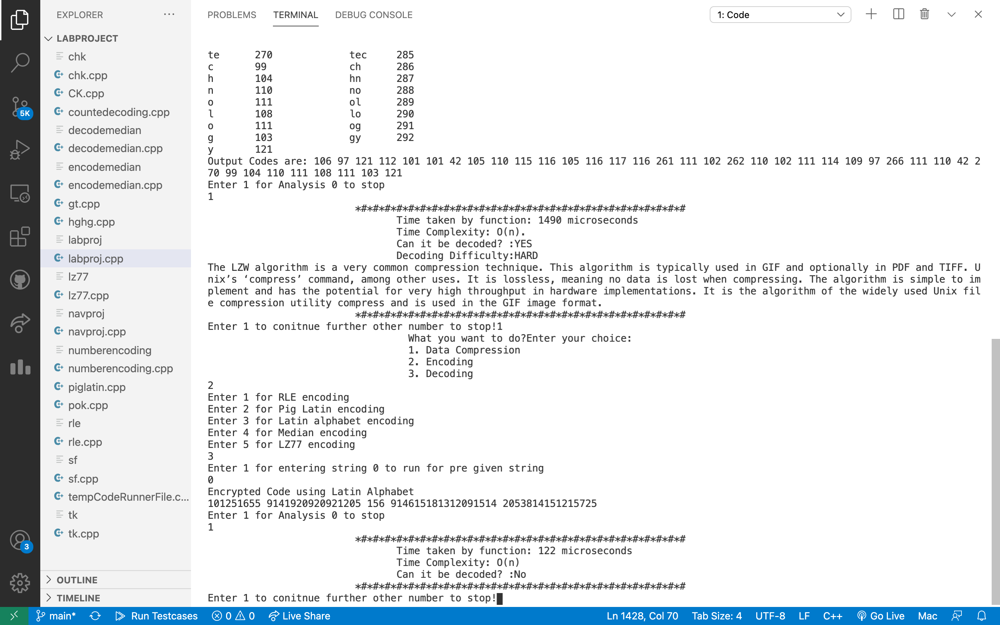 EXPLORER
LABPROJECT
chk
chk.cpp
CK.cpp
countedecoding.cpp
decodemedian
decodemedian.cpp
encodemedian
encodemedian.cpp
gt.cpp
hghg.cpp
labproj
labproj.cpp
lz77
lz77.cpp
navproj
navproj.cpp
numberencoding
numberencoding.cpp
piglatin.cpp
pok.cpp
rle
rle.cpp
sf
sf.cpp
tempCodeRunnerFile.c...
tk
tk.cpp
OUTLINE
TIMELINE
5K
3
PROBLEMS TERMINAL DEBUG CONSOLE 1: Code
te 270 tec 285
c 99 ch 286
h 104 hn 287
n 110 no 288
o 111 ol 289
l 108 lo 290
o 111 og 291
g 103 gy 292
y 121
Output Codes are: 106 97 121 112 101 101 42 105 110 115 116 105 116 117 116 261 111 102 262 110 102 111 114 109 97 266 111 110 42 2
70 99 104 110 111 108 111 103 121
Enter 1 for Analysis 0 to stop
1
*#*#*#*#*#*#*#*#*#*#*#*#*#*#*#*#*#*#*#*#*#*#*#*#*#*#*#*#
Time taken by function: 1490 microseconds
Time Complexity: O(n).
Can it be decoded? :YES
Decoding Difficulty:HARD
The LZW algorithm is a very common compression technique. This algorithm is typically used in GIF and optionally in PDF and TIFF. U
nix’s ‘compress’ command, among other uses. It is lossless, meaning no data is lost when compressing. The algorithm is simple to im
plement and has the potential for very high throughput in hardware implementations. It is the algorithm of the widely used Unix fil
e compression utility compress and is used in the GIF image format.
*#*#*#*#*#*#*#*#*#*#*#*#*#*#*#*#*#*#*#*#*#*#*#*#*#*#*#*#
Enter 1 to conitnue further other number to stop!1
What you want to do?Enter your choice:
1. Data Compression
2. Encoding
3. Decoding
2
Enter 1 for RLE encoding
Enter 2 for Pig Latin encoding
Enter 3 for Latin alphabet encoding
Enter 4 for Median encoding
Enter 5 for LZ77 encoding
3
Enter 1 for entering string 0 to run for pre given string
0
Encrypted Code using Latin Alphabet
101251655 9141920920921205 156 914615181312091514 2053814151215725
Enter 1 for Analysis 0 to stop
1
*#*#*#*#*#*#*#*#*#*#*#*#*#*#*#*#*#*#*#*#*#*#*#*#*#*#*#*#
Time taken by function: 122 microseconds
Time Complexity: O(n)
Can it be decoded? :No
*#*#*#*#*#*#*#*#*#*#*#*#*#*#*#*#*#*#*#*#*#*#*#*#*#*#*#*#
Enter 1 to conitnue further other number to stop!
main* Run Testcases 0 0 Live Share Ln 1428, Col 70 Tab Size: 4 UTF-8 LF C++ Go Live Mac